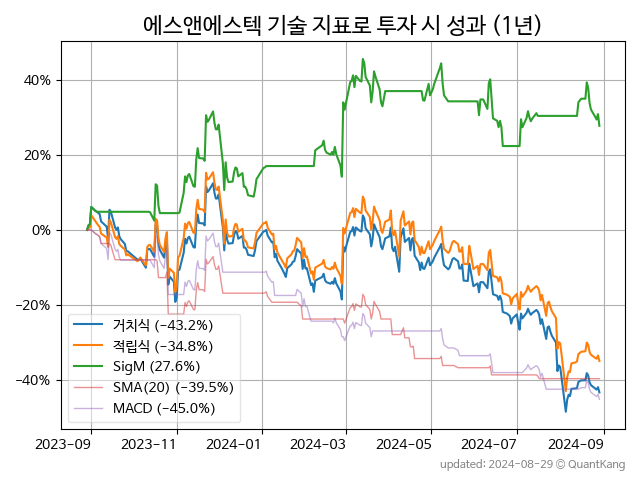 에스앤에스텍 기술 지표로 투자 시 성과 (1년)
40%
20%
0%
−20%
−40%
거치식 (−43.2%)
적립식 (−34.8%)
SigM (27.6%)
SMA(20) (−39.5%)
MACD (−45.0%)
2023-09 2023-11 2024-01 2024-03 2024-05 2024-07 2024-09
updated: 2024-08-29 © QuantKang